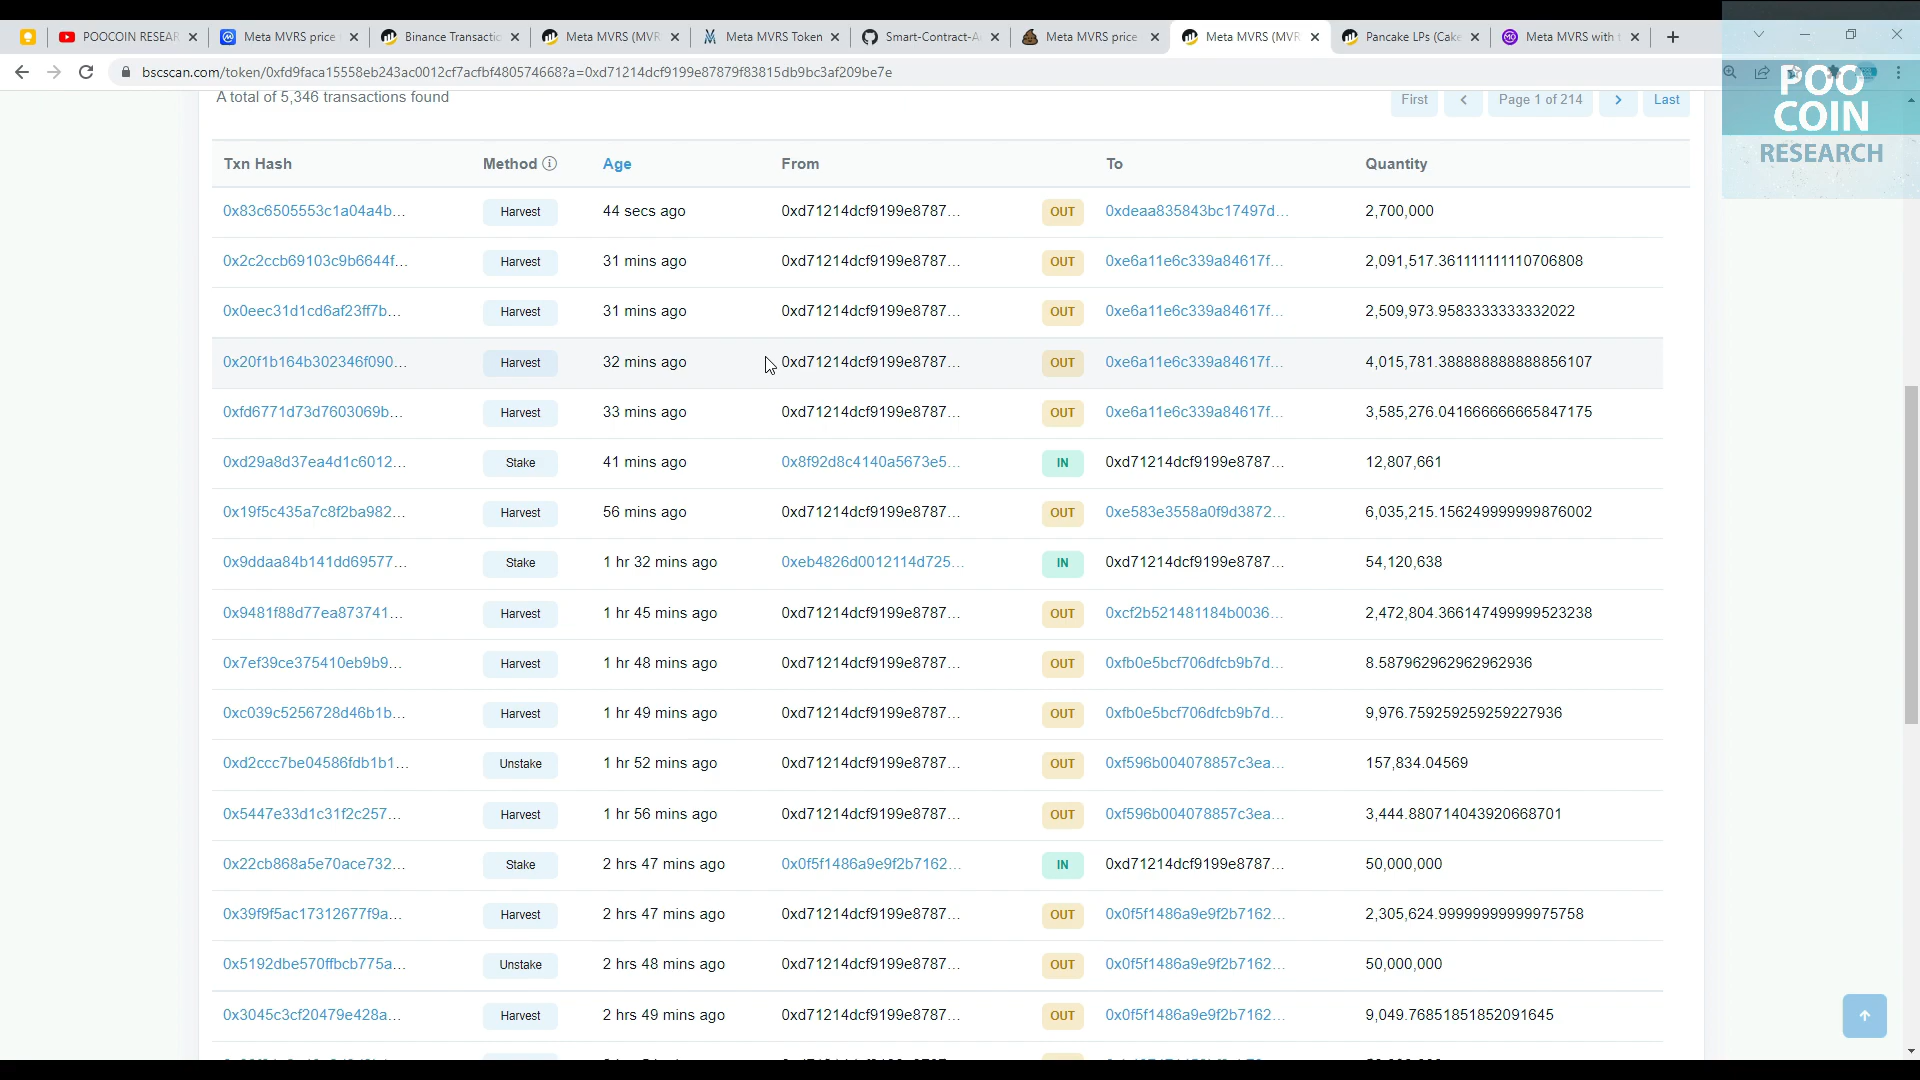 POOCOIN RESEAR
Meta MVRS price
Binance Transactio
Meta MVRS (MVR
Meta MVRS Token
Smart-Contract-A
Meta MVRS price
Meta MVRS (MVR
Pancake LPs (Cake
Meta MVRS with t
bscscan.com/token/0xfd9faca15558eb243ac0012cf7acfbf480574668?a=0xd71214dcf9199e87879f83815db9bc3af209be7e
POO
COIN
RESEARCH
A total of 5,346 transactions found
First < Page 1 of 214 > Last
Txn Hash Method Age From To Quantity
0x83c6505553c1a04a4b... Harvest 44 secs ago 0xd71214dcf9199e8787... OUT 0xdeaa835843bc17497d... 2,700,000
0x2c2ccb69103c9b6644f... Harvest 31 mins ago 0xd71214dcf9199e8787... OUT 0xe6a11e6c339a84617f... 2,091,517.361111111110706808
0x0eec31d1cd6af23ff7b... Harvest 31 mins ago 0xd71214dcf9199e8787... OUT 0xe6a11e6c339a84617f... 2,509,973.9583333333332022
0x20f1b164b302346f090... Harvest 32 mins ago 0xd71214dcf9199e8787... OUT 0xe6a11e6c339a84617f... 4,015,781.388888888888856107
0xfd6771d73d7603069b... Harvest 33 mins ago 0xd71214dcf9199e8787... OUT 0xe6a11e6c339a84617f... 3,585,276.041666666665847175
0xd29a8d37ea4d1c6012... Stake 41 mins ago 0x8f92d8c4140a5673e5... IN 0xd71214dcf9199e8787... 12,807,661
0x19f5c435a7c8f2ba982... Harvest 56 mins ago 0xd71214dcf9199e8787... OUT 0xe583e3558a0f9d3872... 6,035,215.156249999999876002
0x9ddaa84b141dd69577... Stake 1 hr 32 mins ago 0xeb4826d0012114d725... IN 0xd71214dcf9199e8787... 54,120,638
0x9481f88d77ea873741... Harvest 1 hr 45 mins ago 0xd71214dcf9199e8787... OUT 0xcf2b521481184b0036... 2,472,804.366147499999523238
0x7ef39ce375410eb9b9... Harvest 1 hr 48 mins ago 0xd71214dcf9199e8787... OUT 0xfb0e5bcf706dfcb9b7d... 8.587962962962962936
0xc039c5256728d46b1b... Harvest 1 hr 49 mins ago 0xd71214dcf9199e8787... OUT 0xfb0e5bcf706dfcb9b7d... 9,976.759259259259227936
0xd2ccc7be04586fdb1b1... Unstake 1 hr 52 mins ago 0xd71214dcf9199e8787... OUT 0xf596b004078857c3ea... 157,834.04569
0x5447e33d1c31f2c257... Harvest 1 hr 56 mins ago 0xd71214dcf9199e8787... OUT 0xf596b004078857c3ea... 3,444.880714043920668701
0x22cb868a5e70ace732... Stake 2 hrs 47 mins ago 0x0f5f1486a9e9f2b7162... IN 0xd71214dcf9199e8787... 50,000,000
0x39f9f5ac17312677f9a... Harvest 2 hrs 47 mins ago 0xd71214dcf9199e8787... OUT 0x0f5f1486a9e9f2b7162... 2,305,624.99999999999975758
0x5192dbe570ffbcb775a... Unstake 2 hrs 48 mins ago 0xd71214dcf9199e8787... OUT 0x0f5f1486a9e9f2b7162... 50,000,000
0x3045c3cf20479e428a... Harvest 2 hrs 49 mins ago 0xd71214dcf9199e8787... OUT 0x0f5f1486a9e9f2b7162... 9,049.76851851852091645